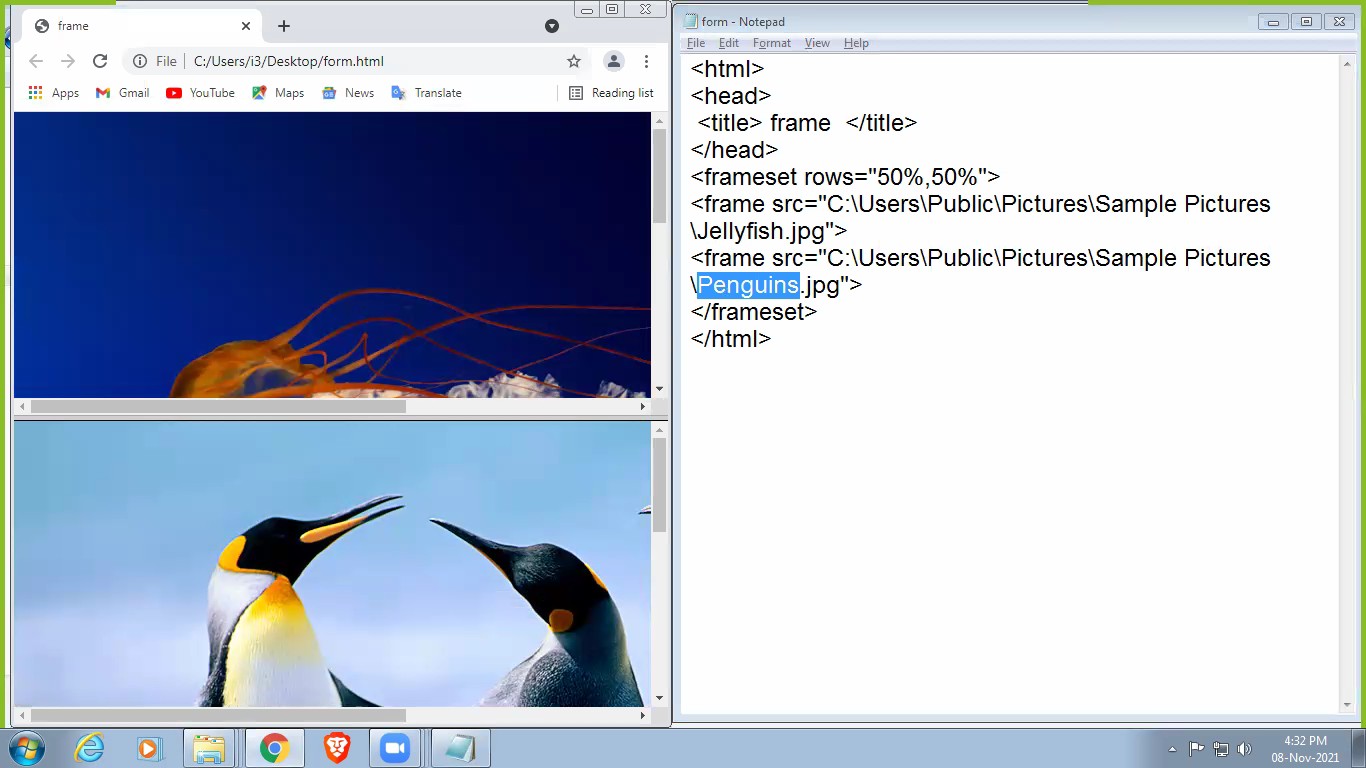 frame
File
C:/Users/i3/Desktop/form.html
Apps
Gmail
YouTube
Maps
News
Translate
Reading list
form - Notepad
File Edit Format View Help
<html>
<head>
<title> frame </title>
</head>
<frameset rows="50%,50%">
<frame src="C:\Users\Public\Pictures\Sample Pictures
\Jellyfish.jpg">
<frame src="C:\Users\Public\Pictures\Sample Pictures
\Penguins.jpg">
</frameset>
</html>
4:32 PM
08-Nov-2021